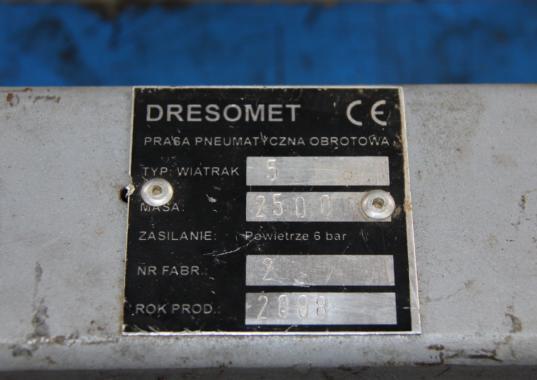 DRESOMET CE
PRASA PNEUMATYCZNA OBROTOWA
TYP: WIATRAK 5
MASA: 2500
ZASILANIE: Powietrze 6 bar
NR FABR.: 2
ROK PROD.: 2008